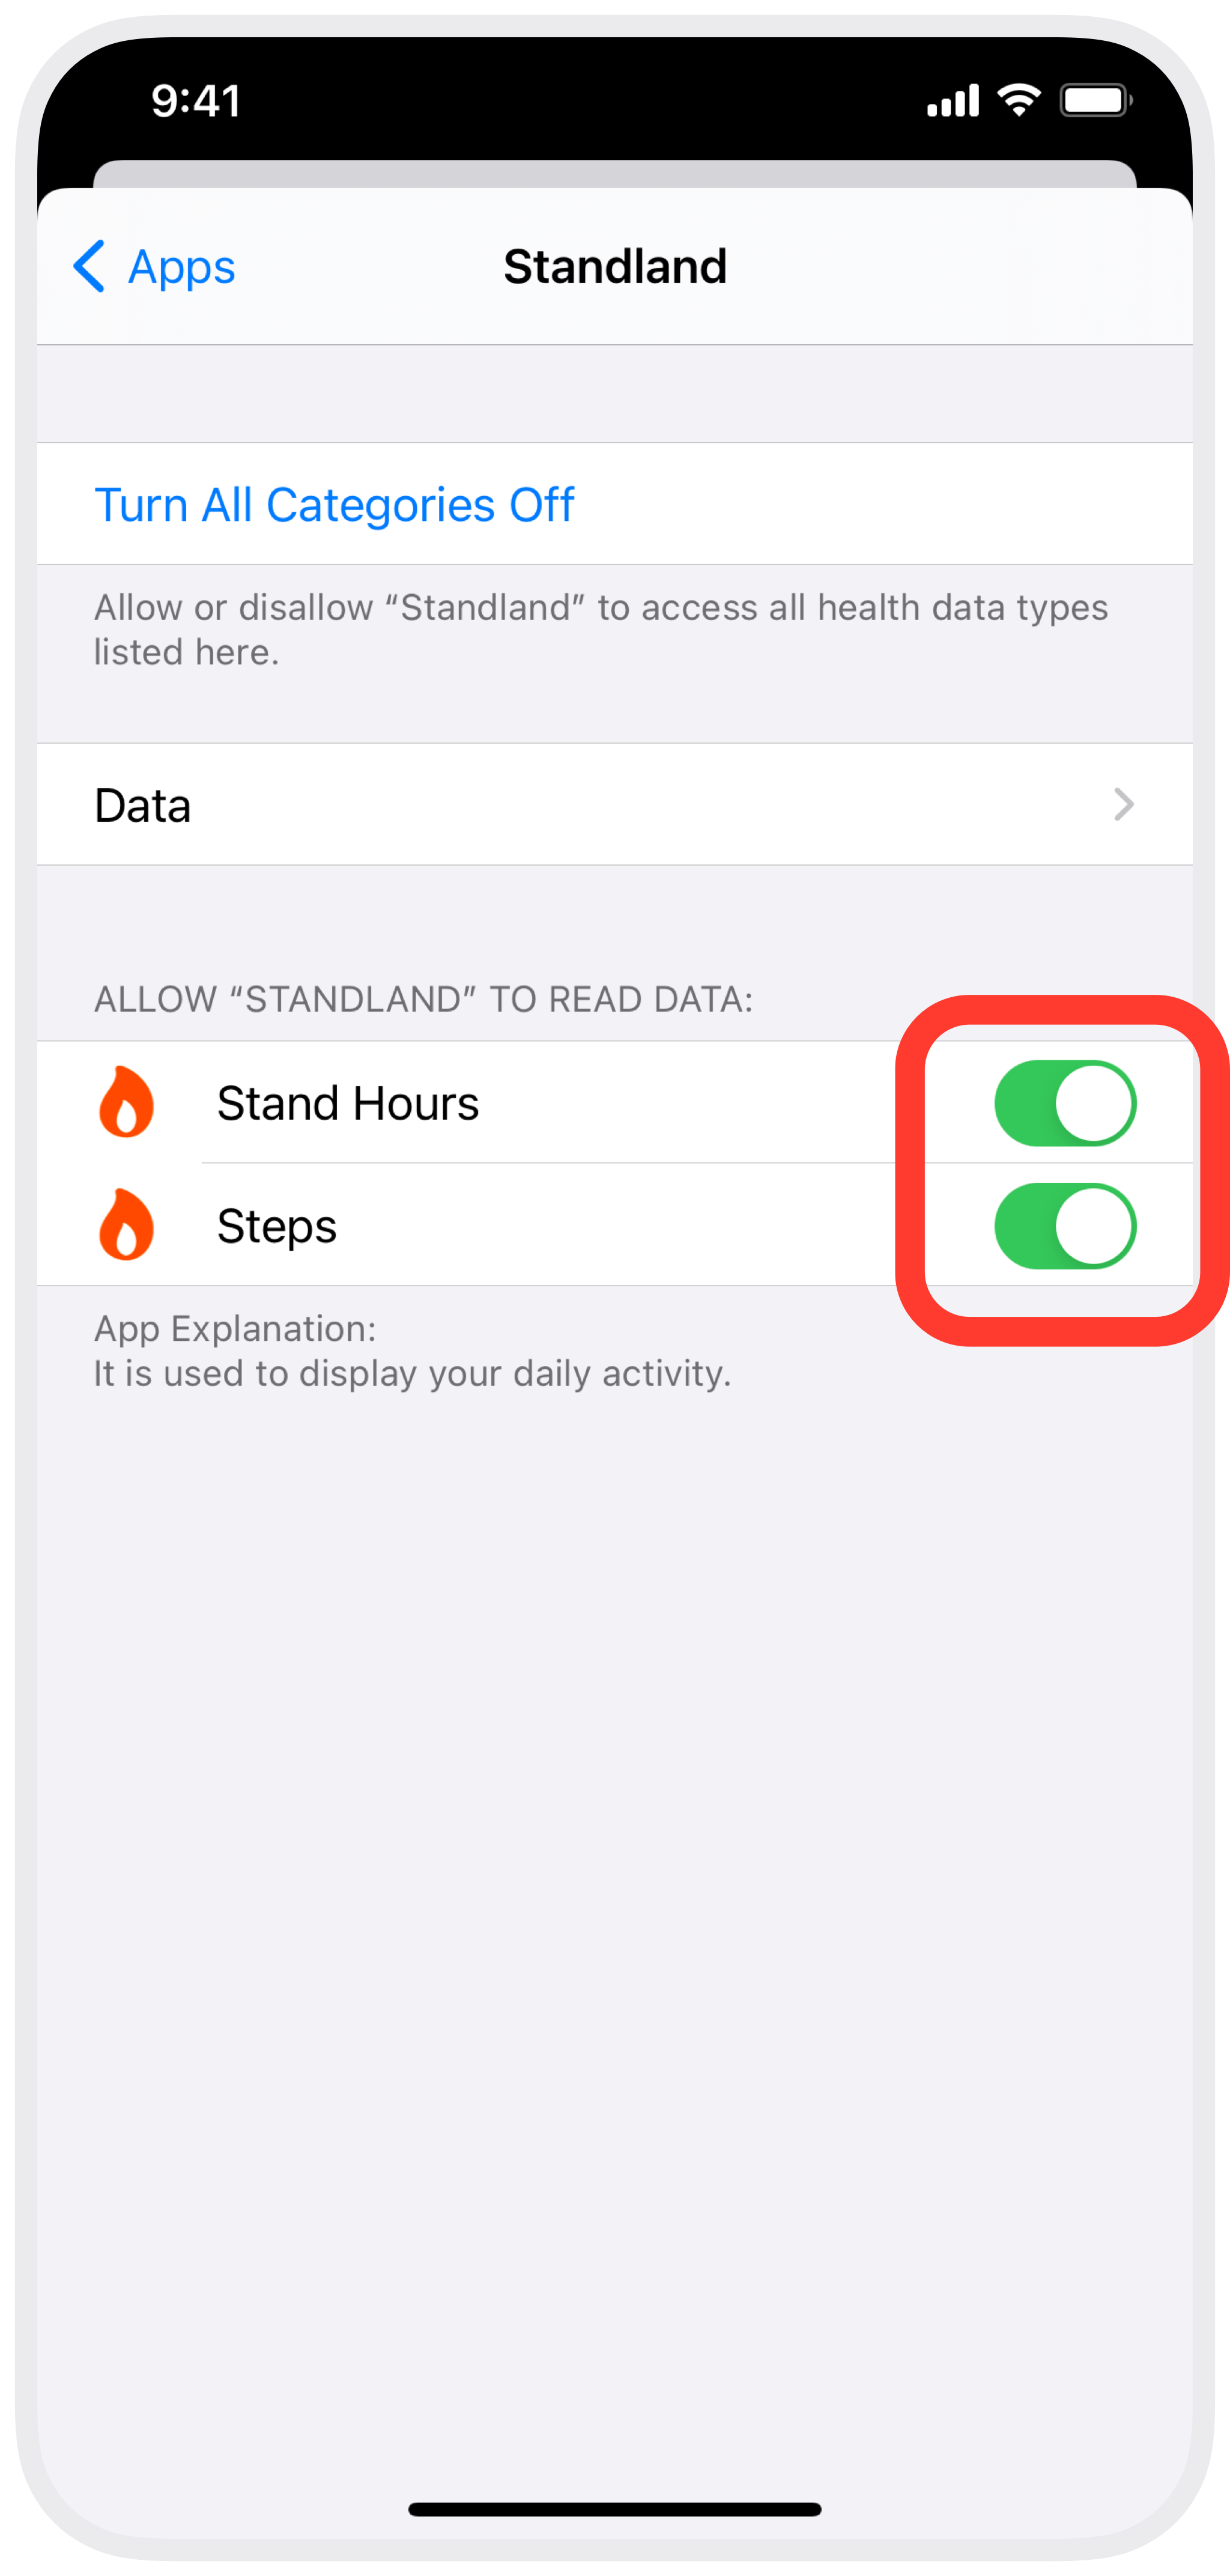 9:41
Apps
Standland
Turn All Categories Off
Allow or disallow “Standland” to access all health data types
listed here.
Data
ALLOW “STANDLAND” TO READ DATA:
Stand Hours
Steps
App Explanation:
It is used to display your daily activity.